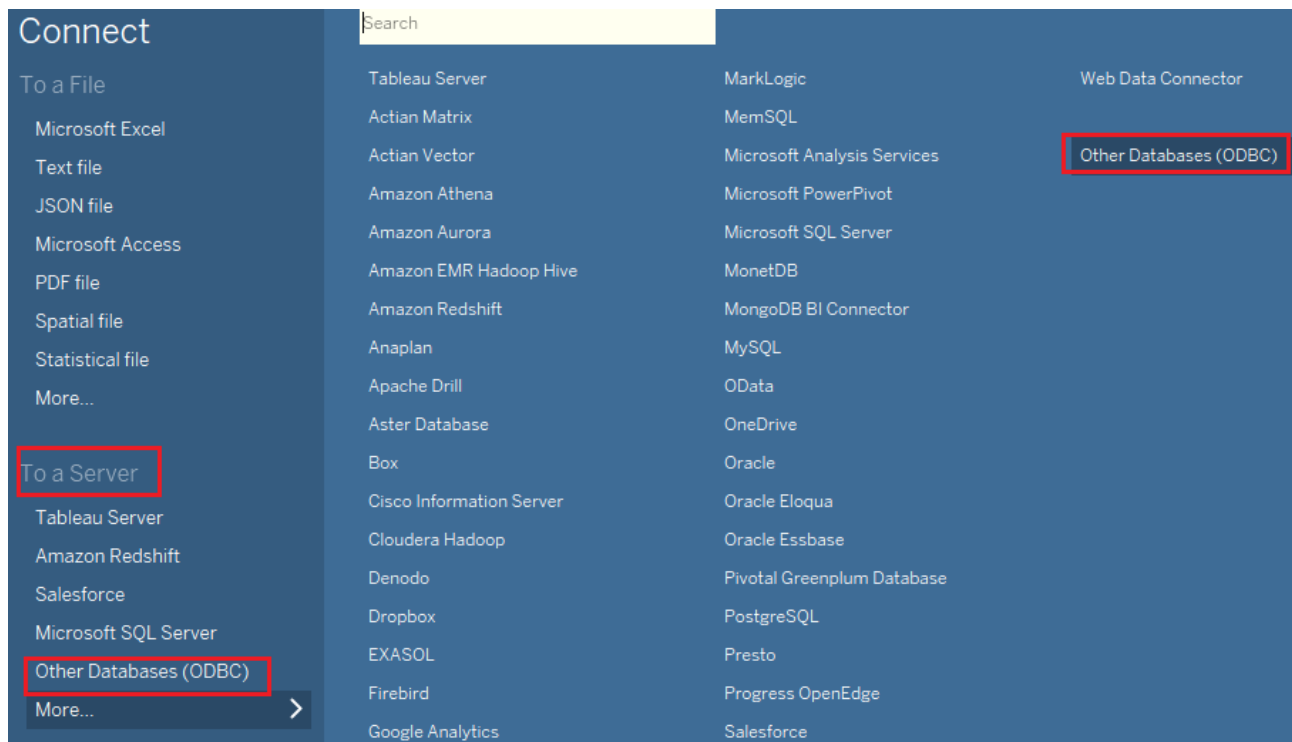 Connect
To a File
Microsoft Excel
Text file
JSON file
Microsoft Access
PDF file
Spatial file
Statistical file
More...
To a Server
Tableau Server
Amazon Redshift
Salesforce
Microsoft SQL Server
Other Databases (ODBC)
More...
Search
Tableau Server
Actian Matrix
Actian Vector
Amazon Athena
Amazon Aurora
Amazon EMR Hadoop Hive
Amazon Redshift
Anaplan
Apache Drill
Aster Database
Box
Cisco Information Server
Cloudera Hadoop
Denodo
Dropbox
EXASOL
Firebird
Google Analytics
MarkLogic
MemSQL
Microsoft Analysis Services
Microsoft PowerPivot
Microsoft SQL Server
MonetDB
MongoDB BI Connector
MySQL
OData
OneDrive
Oracle
Oracle Eloqua
Oracle Essbase
Pivotal Greenplum Database
PostgreSQL
Presto
Progress OpenEdge
Salesforce
Web Data Connector
Other Databases (ODBC)